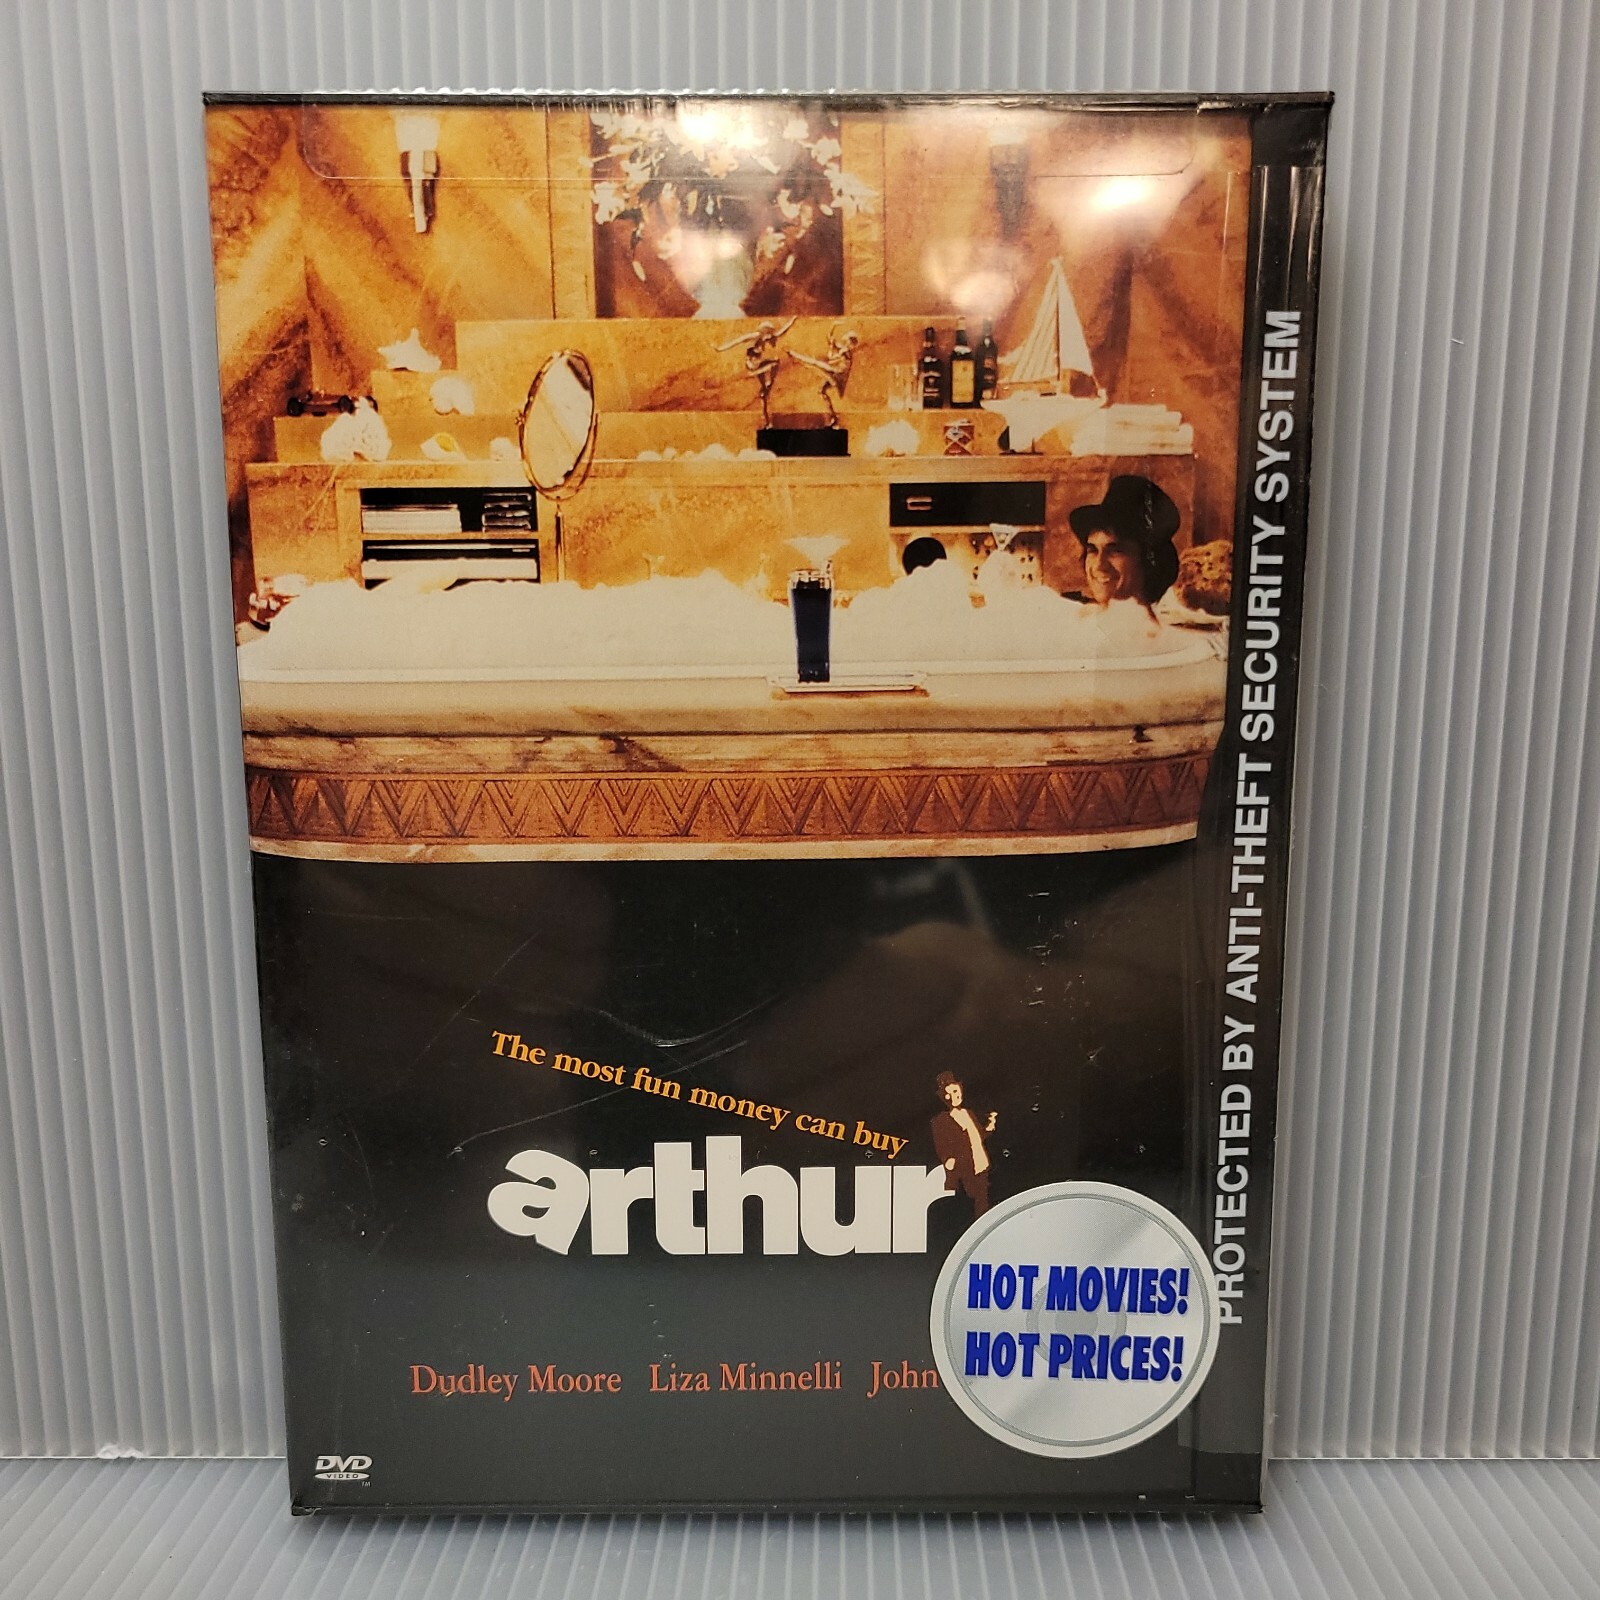 The most fun money can buy
arthur
Dudley Moore Liza Minnelli John
HOT MOVIES!
HOT PRICES!
DVD
VIDEO
TM
PROTECTED BY ANTI-THEFT SECURITY SYSTEM